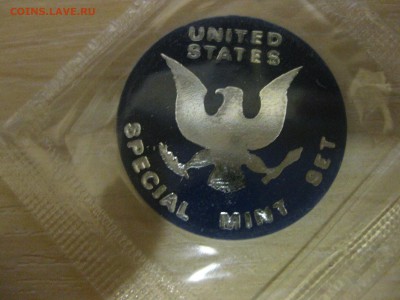 COINS.LAVE.RU
UNITED
STATES
SPECIAL MINT SET